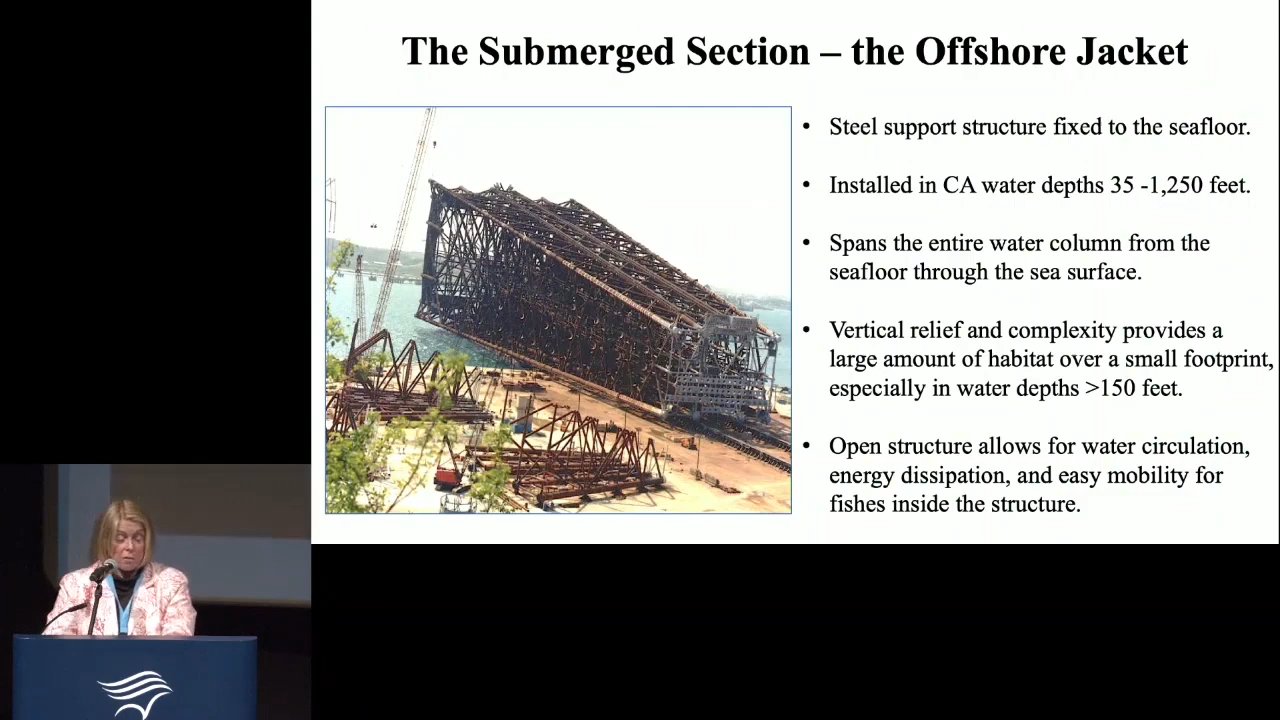 The Submerged Section – the Offshore Jacket
• Steel support structure fixed to the seafloor.
• Installed in CA water depths 35 -1,250 feet.
• Spans the entire water column from the
seafloor through the sea surface.
• Vertical relief and complexity provides a
large amount of habitat over a small footprint,
especially in water depths >150 feet.
• Open structure allows for water circulation,
energy dissipation, and easy mobility for
fishes inside the structure.